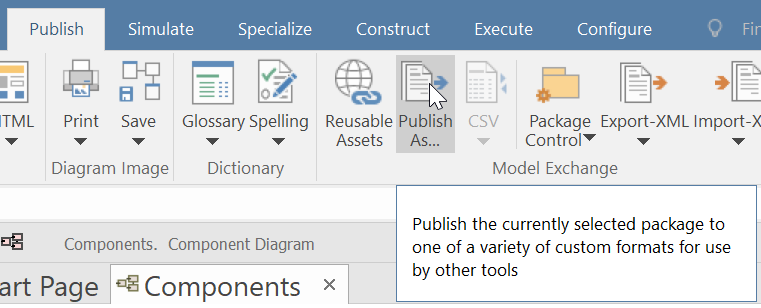 Publish Simulate Specialize Construct Execute Configure Fin
HTML Print Save Glossary Spelling Reusable Assets Publish As... CSV Package Control Export-XML Import-X
Diagram Image Dictionary Model Exchange
Publish the currently selected package to
one of a variety of custom formats for use
by other tools
Components. Component Diagram
art Page Components ×